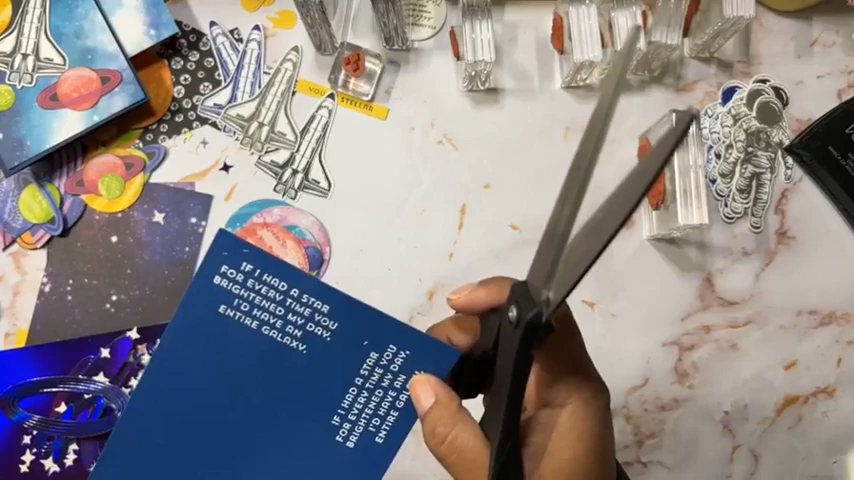 YOU
STELLAR
IF I HAD A STAR
FOR EVERY TIME YOU
BRIGHTENED MY DAY,
I'D HAVE AN
ENTIRE GALAXY.
IF I HAD A STAR
FOR EVERY TIME YOU
BRIGHTENED MY DAY,
I'D HAVE AN
ENTIRE